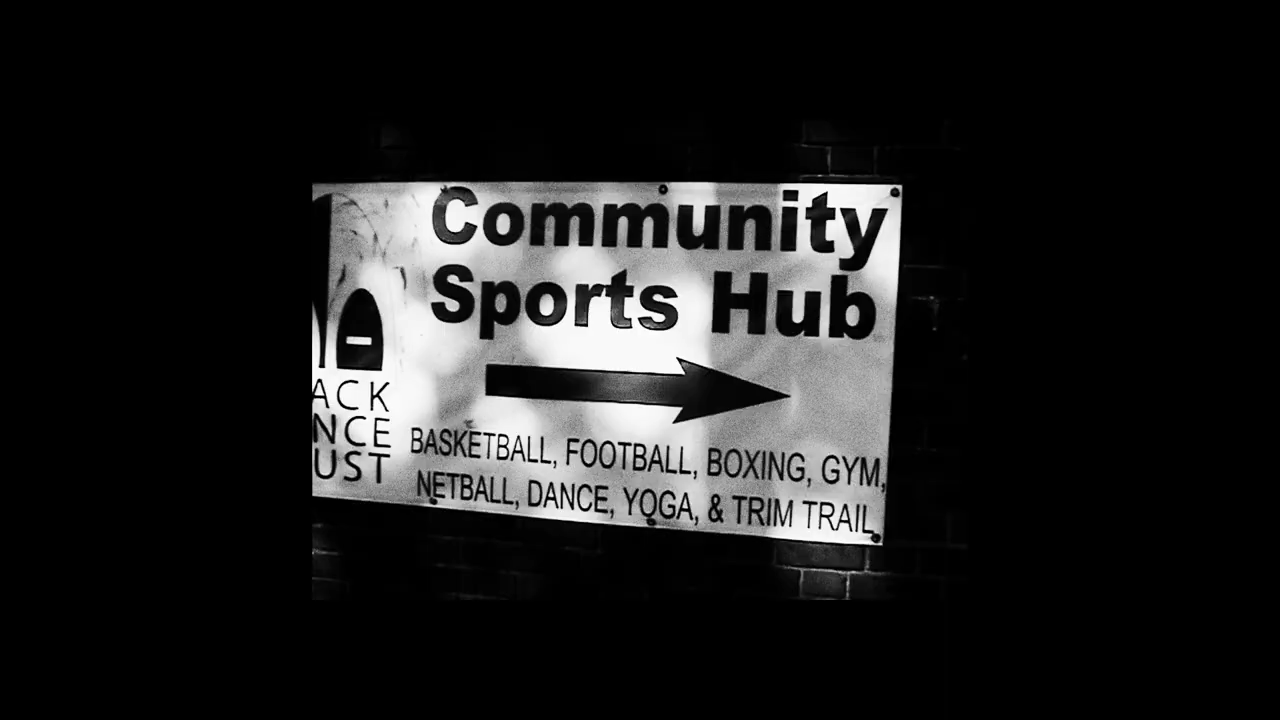 Community
Sports Hub
ACK
NCE
UST
BASKETBALL, FOOTBALL, BOXING, GYM,
NETBALL, DANCE, YOGA, & TRIM TRAIL